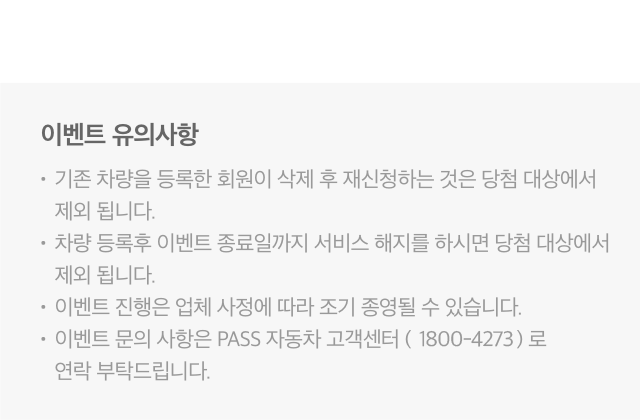 이벤트 유의사항
• 기존 차량을 등록한 회원이 삭제 후 재신청하는 것은 당첨 대상에서
제외 됩니다.
• 차량 등록후 이벤트 종료일까지 서비스 해지를 하시면 당첨 대상에서
제외 됩니다.
• 이벤트 진행은 업체 사정에 따라 조기 종영될 수 있습니다.
• 이벤트 문의 사항은 PASS 자동차 고객센터 ( 1800-4273 ) 로
연락 부탁드립니다.